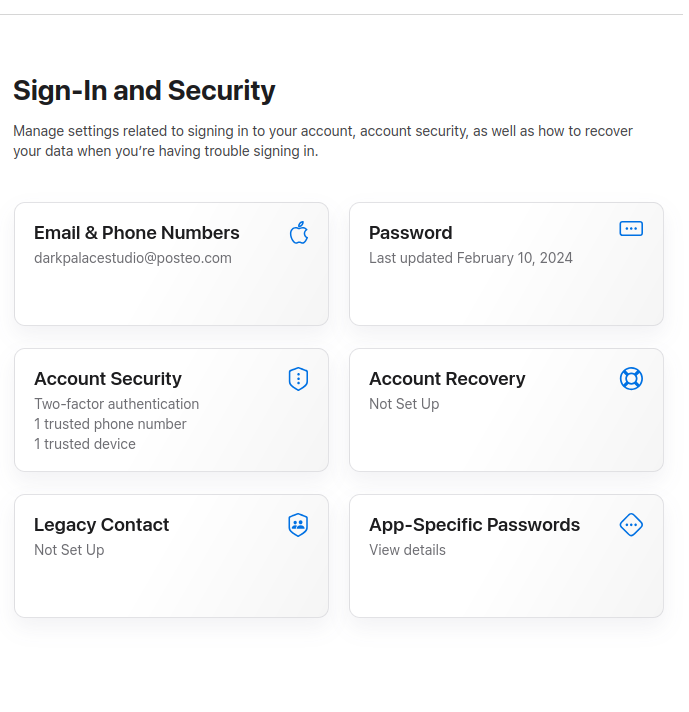 Sign-In and Security
Manage settings related to signing in to your account, account security, as well as how to recover
your data when you’re having trouble signing in.
Email & Phone Numbers
darkpalacestudio@posteo.com
Password
Last updated February 10, 2024
Account Security
Two-factor authentication
1 trusted phone number
1 trusted device
Account Recovery
Not Set Up
Legacy Contact
Not Set Up
App-Specific Passwords
View details